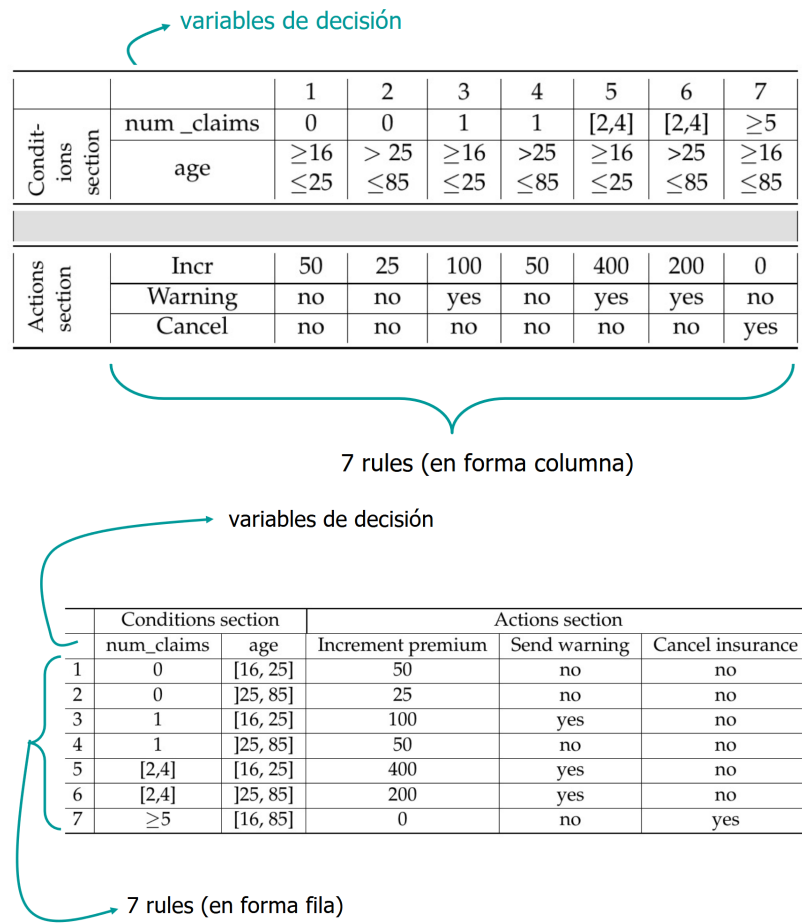 variables de decisión
1 2 3 4 5 6 7
Condit-
ions
section
num _claims 0 0 1 1 [2,4] [2,4] ≥5
age ≥16 > 25 ≥16 >25 ≥16 >25 ≥16
≤25 ≤85 ≤25 ≤85 ≤25 ≤85 ≤85
Actions
section
Incr 50 25 100 50 400 200 0
Warning no no yes no yes yes no
Cancel no no no no no no yes
7 rules (en forma columna)
variables de decisión
Conditions section Actions section
num_claims age Increment premium Send warning Cancel insurance
1 0 [16, 25] 50 no no
2 0 ]25, 85] 25 no no
3 1 [16, 25] 100 yes no
4 1 ]25, 85] 50 no no
5 [2,4] [16, 25] 400 yes no
6 [2,4] ]25, 85] 200 yes no
7 ≥5 [16, 85] 0 no yes
7 rules (en forma fila)